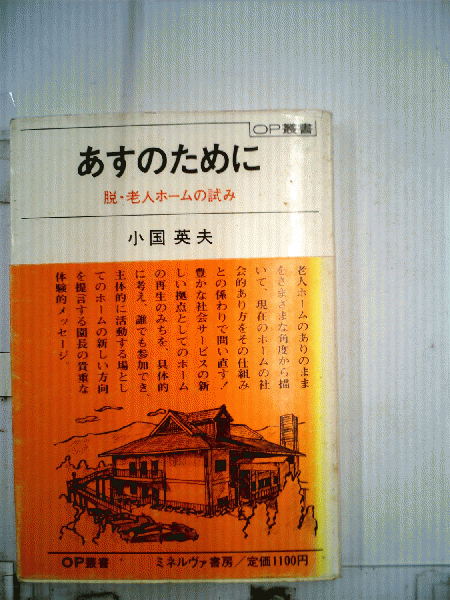 OP叢書
あすのために
脱・老人ホームの試み
小国英夫
老人ホームのありのまま
をさまざまな角度から描
いて、現在のホームの社
会的あり方をその仕組み
との係わりで問い直す！
豊かな社会サービスの新
しい拠点としてのホーム
の再生のみちを、具体的
に考え、誰でも参加でき、
主体的に活動する場とし
てのホームの新しい方向
を提言する園長の貴重な
体験的メッセージ。
OP叢書
ミネルヴァ書房／定価1100円